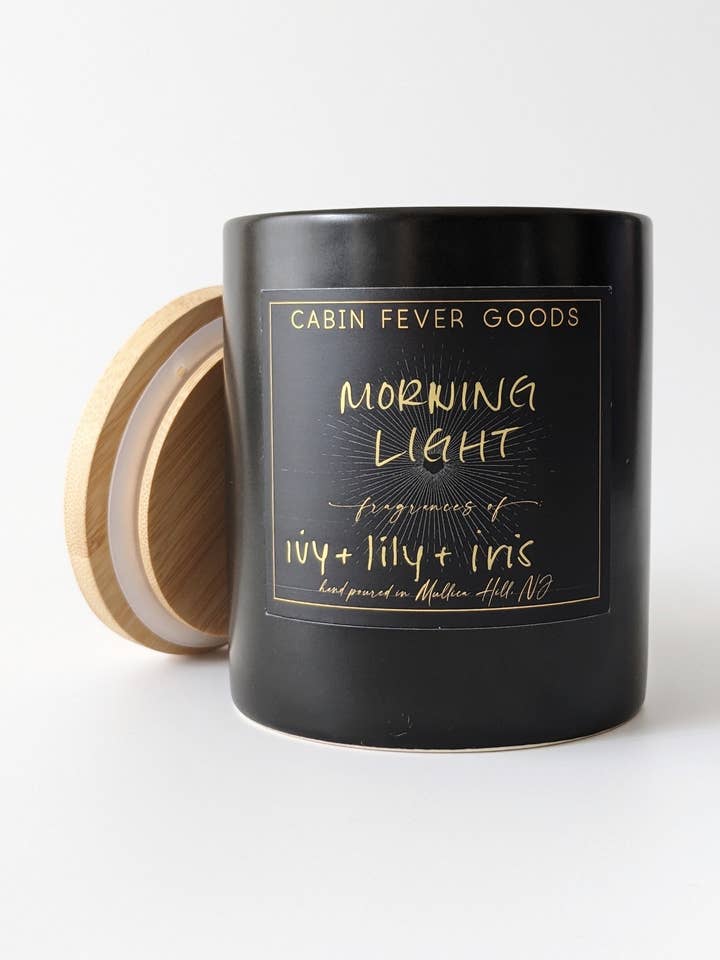 CABIN FEVER GOODS
MORNING
LIGHT
fragrances of
ivy + lily + iris
hand poured in Mullica Hill, NJ